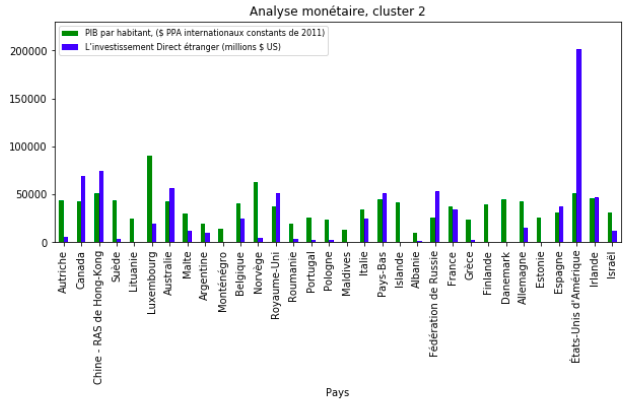 Analyse monétaire, cluster 2
PIB par habitant, ($ PPA internationaux constants de 2011)
L'investissement Direct étranger (millions $ US)
200000
150000
100000
50000
0
Autriche
Canada
Chine - RAS de Hong-Kong
Suède
Lituanie
Luxembourg
Australie
Malte
Argentine
Monténégro
Belgique
Norvège
Royaume-Uni
Roumanie
Portugal
Pologne
Maldives
Italie
Pays-Bas
Islande
Albanie
Fédération de Russie
France
Grèce
Finlande
Danemark
Allemagne
Estonie
Espagne
États-Unis d'Amérique
Irlande
Israël
Pays